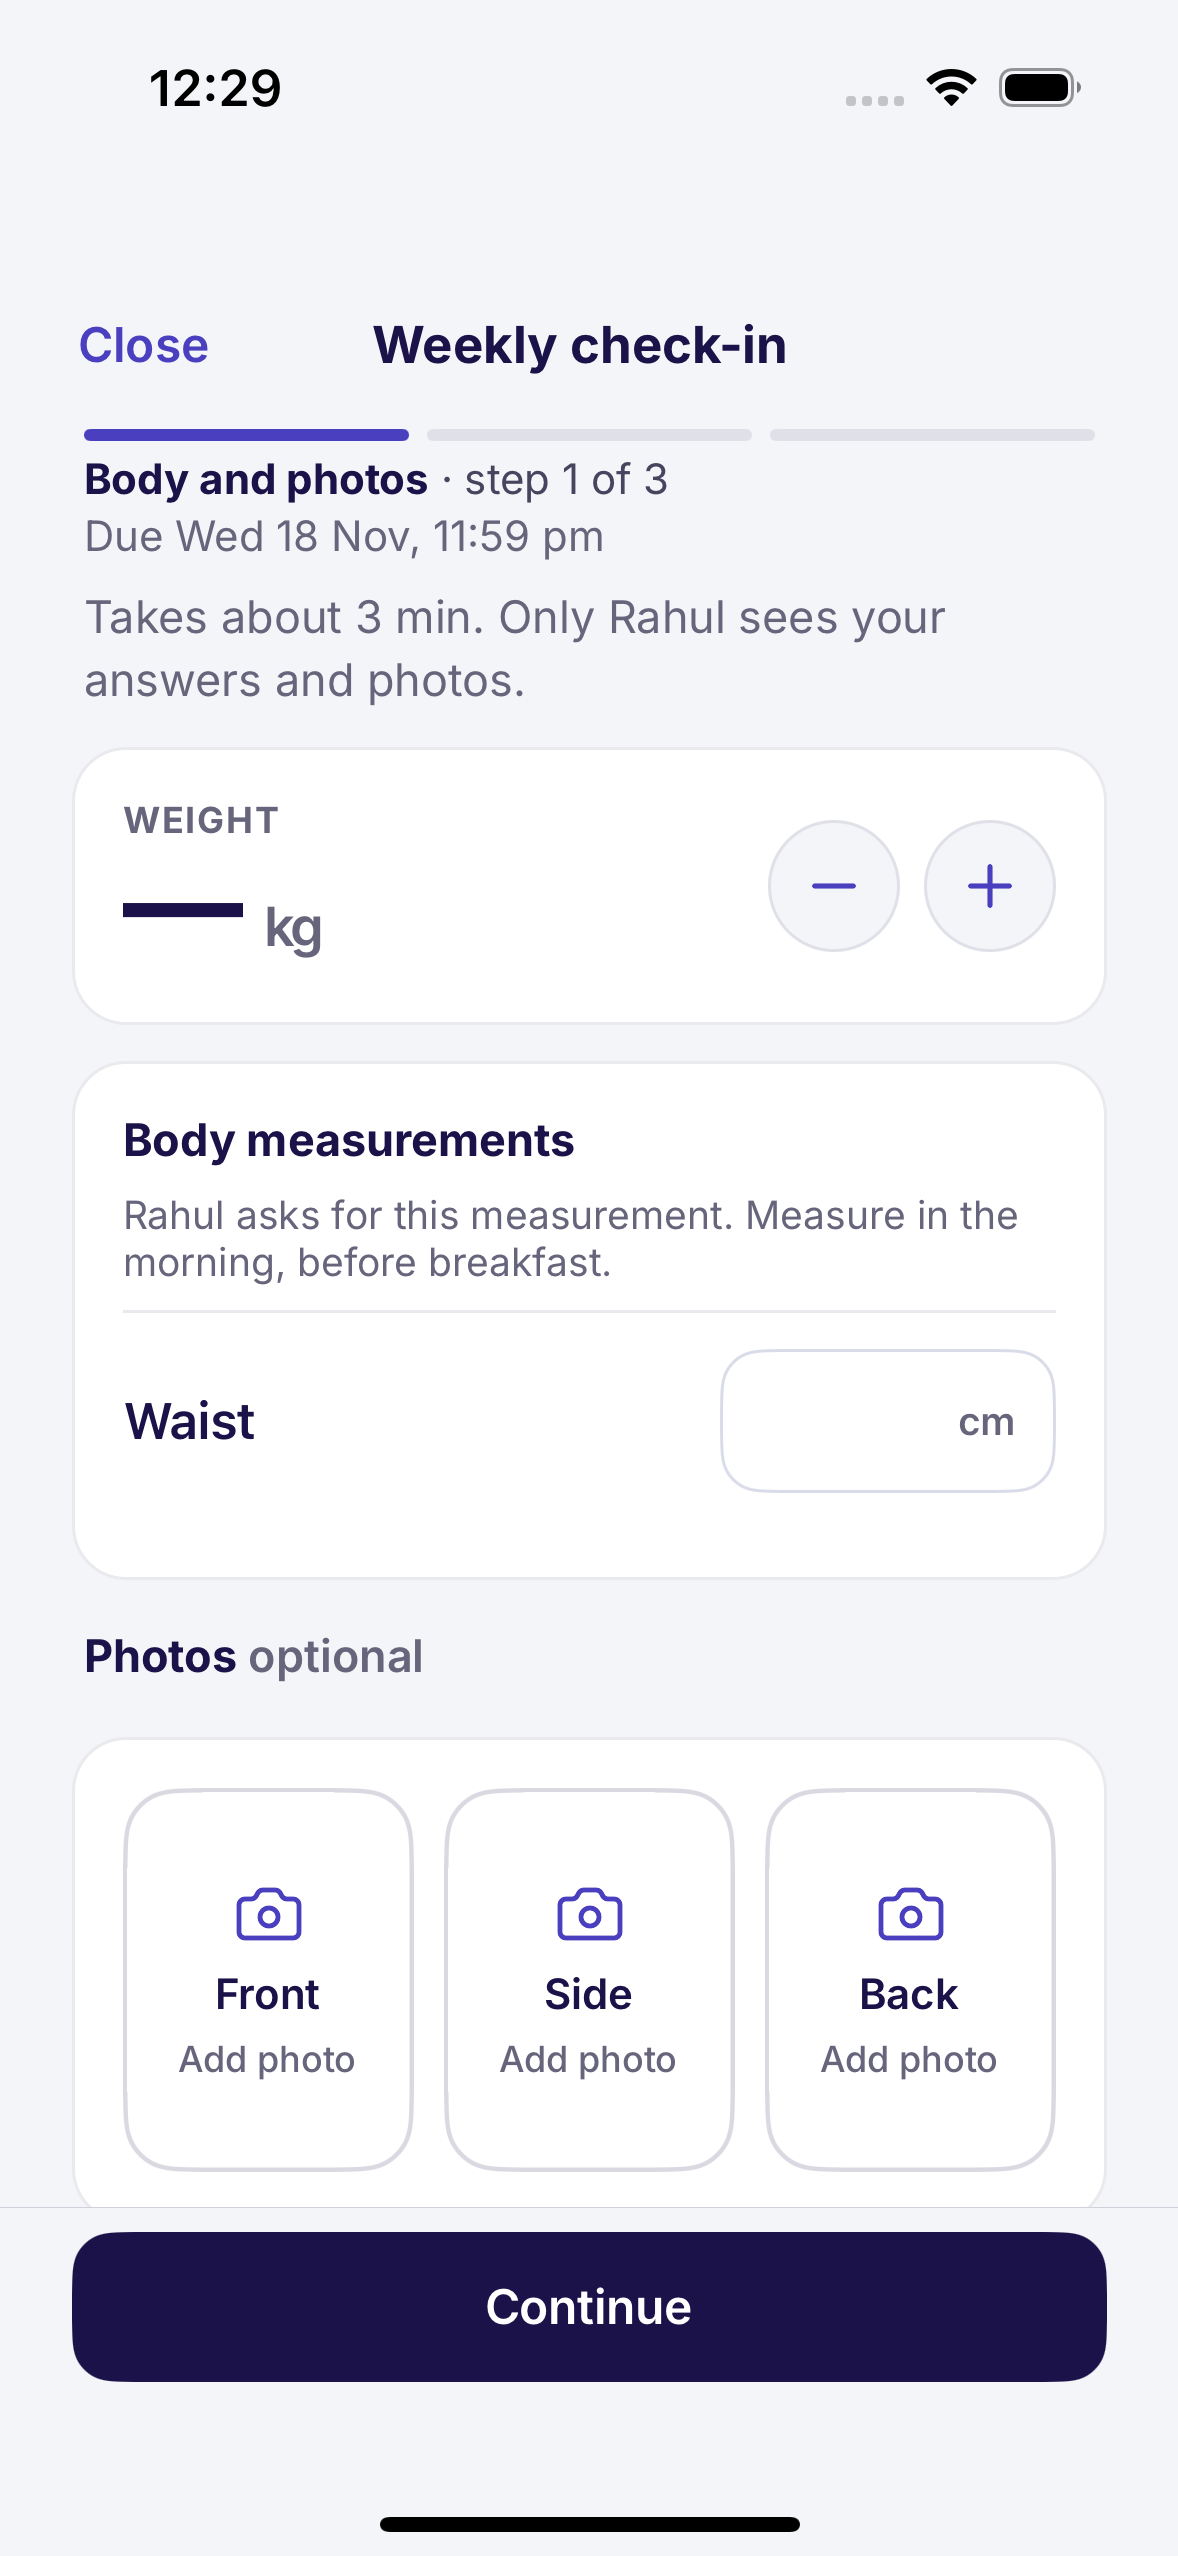 12:29
Close
Weekly check-in
Body and photos · step 1 of 3
Due Wed 18 Nov, 11:59 pm
Takes about 3 min. Only Rahul sees your
answers and photos.
WEIGHT
— kg
Body measurements
Rahul asks for this measurement. Measure in the
morning, before breakfast.
Waist
cm
Photos optional
Front
Add photo
Side
Add photo
Back
Add photo
Continue